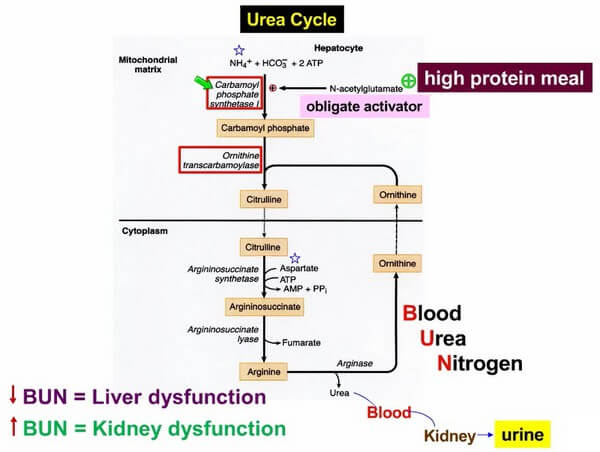 Urea Cycle
Mitochondrial
matrix
Hepatocyte
NH₄⁺ + HCO₃⁻ + 2 ATP
Carbamoyl
phosphate
synthetase I
N-acetylglutamate
high protein meal
obligate activator
Carbamoyl phosphate
Ornithine
transcarbamoylase
Citrulline
Ornithine
Cytoplasm
Citrulline
Ornithine
Argininosuccinate
synthetase
Aspartate
ATP
AMP + PPᵢ
Argininosuccinate
Argininosuccinate
lyase
Fumarate
Arginine
Arginase
Urea
Blood
Urea
Nitrogen
↓ BUN = Liver dysfunction
↑ BUN = Kidney dysfunction
Blood
Kidney
urine